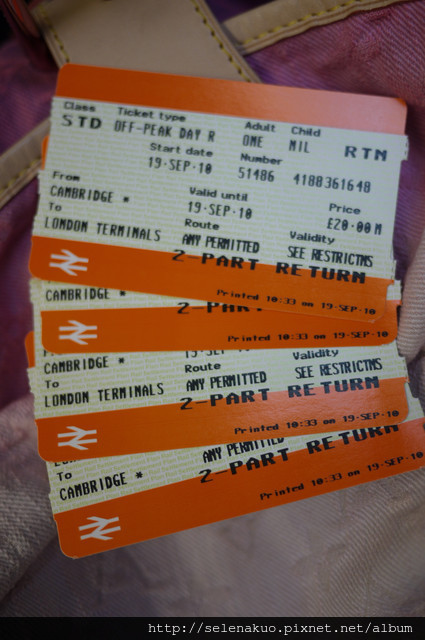 Class Ticket type Adult Child
STD OFF-PEAK DAY R ONE NIL RTN
Start date Number
19·SEP·10 51486 4188361648
From Valid until Price
CAMBRIDGE * 19·SEP·10 £20·00M
To Route Validity
LONDON TERMINALS ANY PERMITTED SEE RESTRICTNS
2-PART RETURN
Printed 10:33 on 19·SEP·10
CAMBRIDGE *
2-PAR
Printed 10:33 on 19·SEP·10
CAMBRIDGE * Route Validity
To ANY PERMITTED SEE RESTRICTNS
LONDON TERMINALS
2-PART RETURN
Printed 10:33 on 19·SEP·10
To ANY PERMITTED
CAMBRIDGE *
2-PART RETURN
Printed 10:33 on 19·SEP·10
http://selenakuo.pixnet.net/album